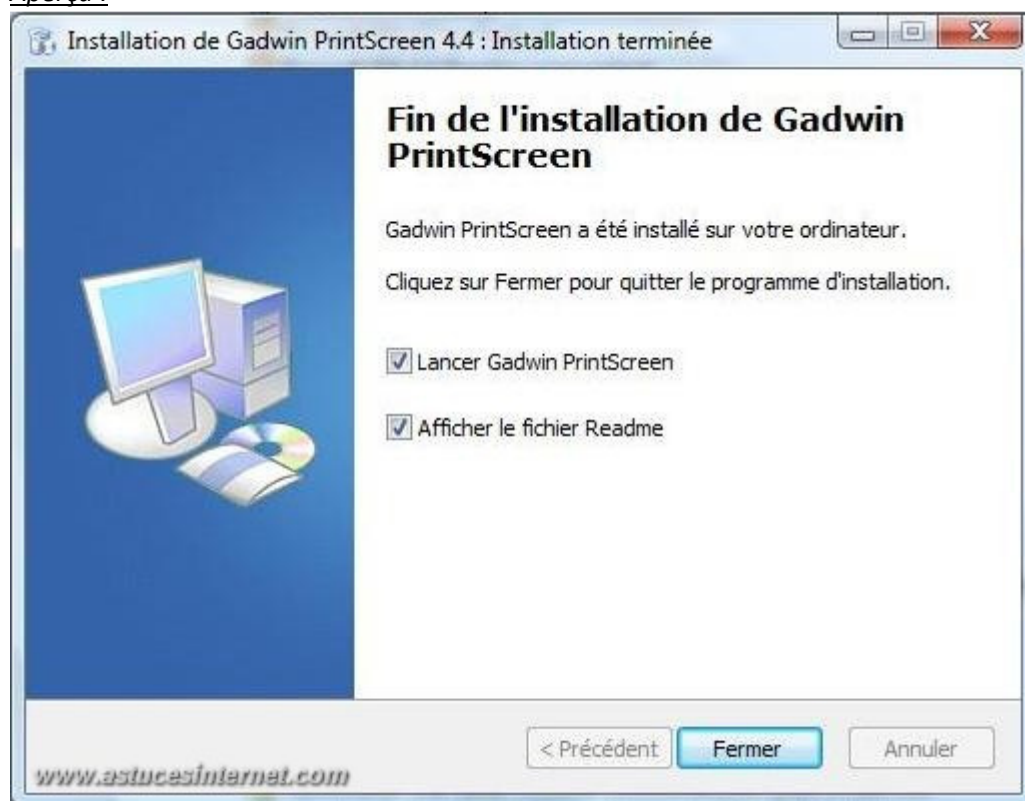 Aperçu :
Installation de Gadwin PrintScreen 4.4 : Installation terminée
Fin de l'installation de Gadwin
PrintScreen
Gadwin PrintScreen a été installé sur votre ordinateur.
Cliquez sur Fermer pour quitter le programme d'installation.
Lancer Gadwin PrintScreen
Afficher le fichier Readme
< Précédent
Fermer
Annuler
www.astucesinternet.com